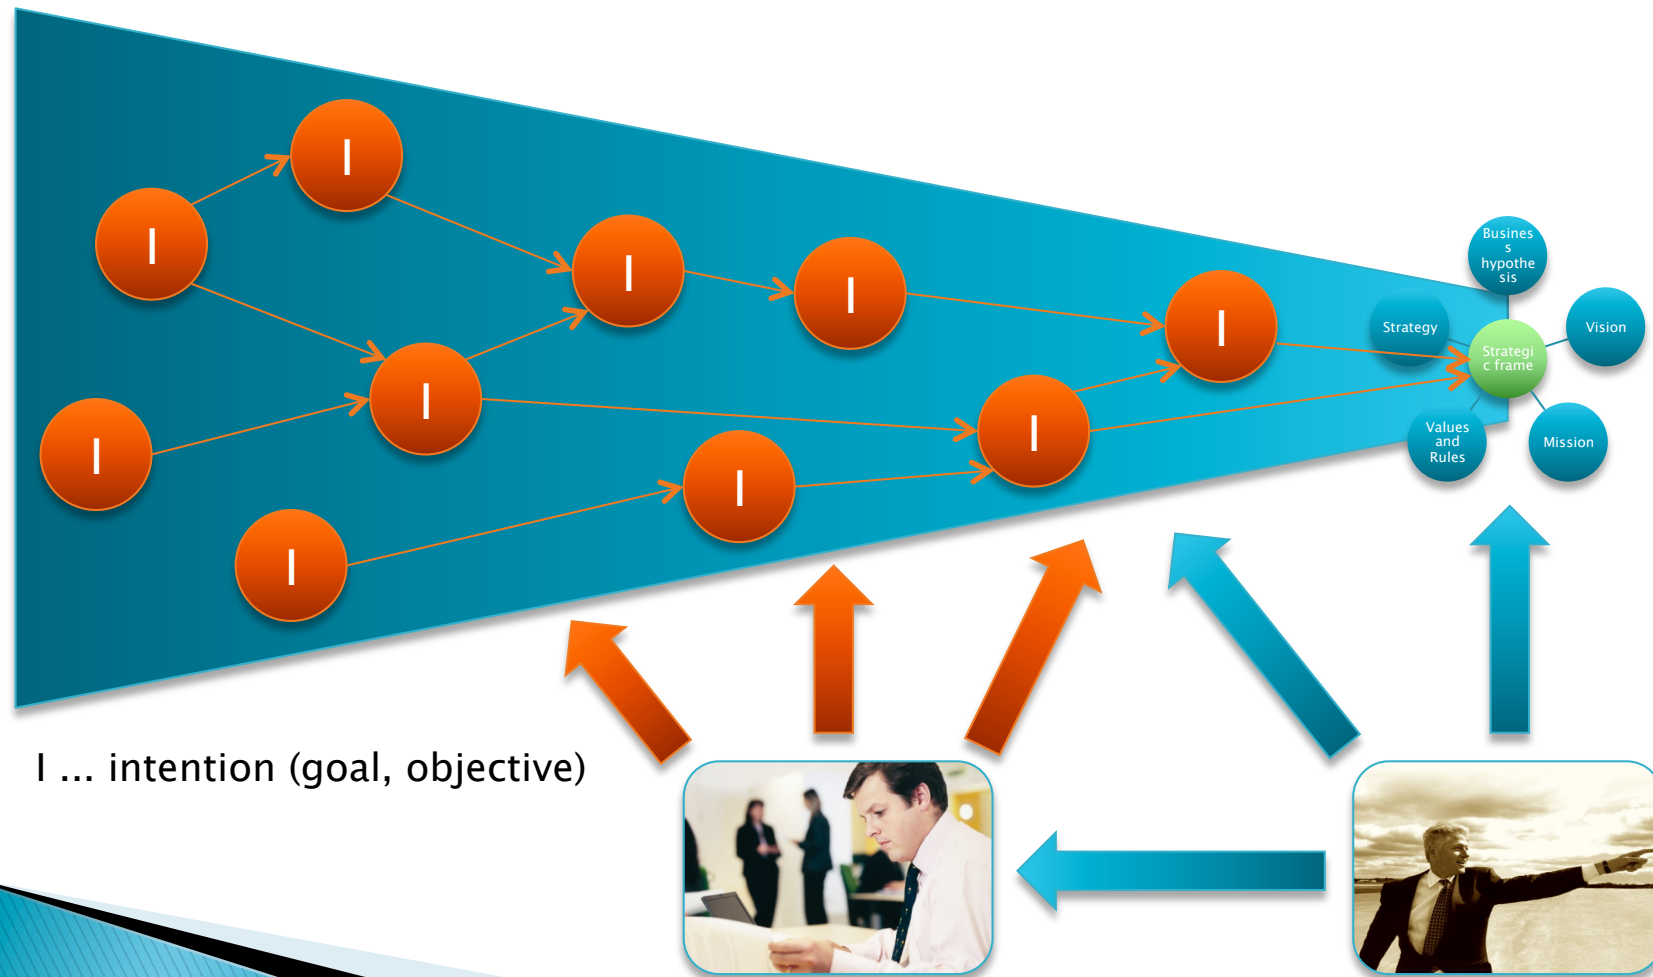 I
I
I
I
I
I
I
I
I
I
Busines
s
hypothe
sis
Strategy
Vision
Strategi
c frame
Values
and
Rules
Mission
I ... intention (goal, objective)